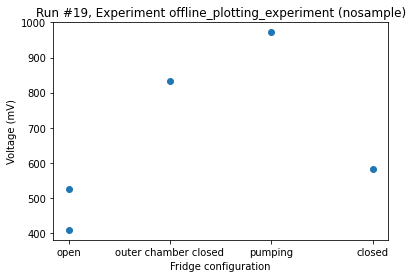 Run #19, Experiment offline_plotting_experiment (nosample)
1000
900
800
700
600
500
400
Voltage (mV)
open
outer chamber closed
pumping
closed
Fridge configuration